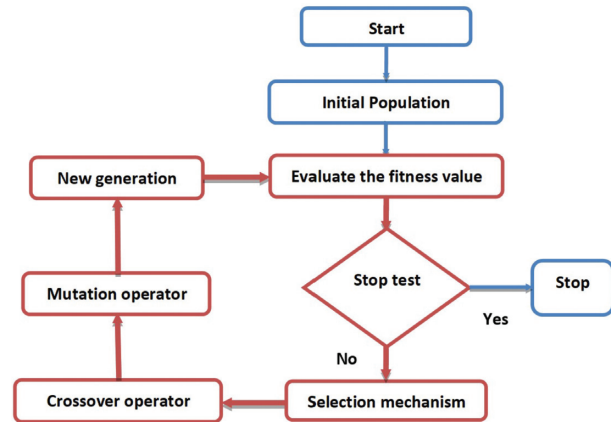 Start
Initial Population
New generation
Evaluate the fitness value
Mutation operator
Stop test
Stop
Yes
No
Crossover operator
Selection mechanism